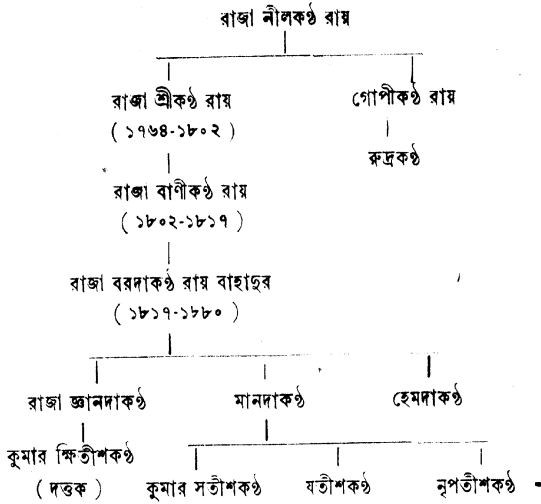 রাজা নীলকণ্ঠ রায়
রাজা শ্রীকণ্ঠ রায় গোপীকণ্ঠ রায়
( ১৭৬৪-১৮০২ )
রুদ্রকণ্ঠ
রাজা বাণীকণ্ঠ রায়
( ১৮০২-১৮১৭ )
রাজা বরদাকণ্ঠ রায় বাহাদুর
( ১৮১৭-১৮৮০ )
রাজা জ্ঞানদাকণ্ঠ মানদাকণ্ঠ হেমদাকণ্ঠ
কুমার ক্ষিতীশকণ্ঠ
( দত্তক ) কুমার সতীশকণ্ঠ যতীশকণ্ঠ নৃপতীশকণ্ঠ